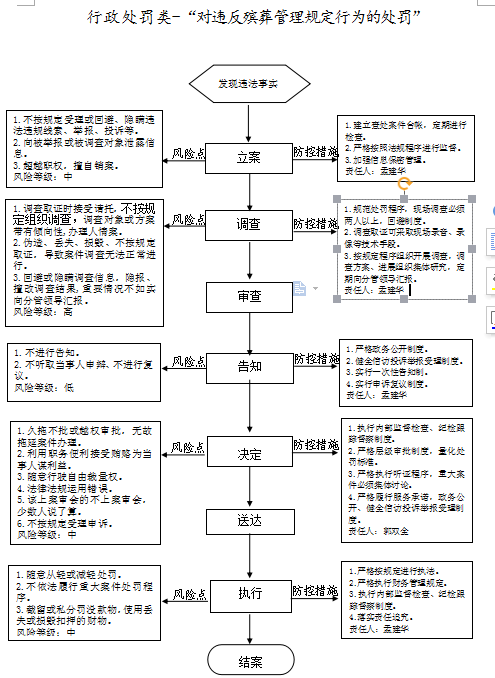 行政处罚类-“对违反殡葬管理规定行为的处罚”
发现违法事实
1.不按规定受理或回避、隐瞒违
法违规线索、举报、投诉等。
2.向被举报或被调查对象泄露信
息。
3.超越职权，擅自销案。
风险等级：中
风险点
立案
防控措施
1.建立查处案件台帐，定期进行
检查。
2.严格按照法规程序进行监督。
3.加强信息保密管理。
责任人：孟建华
1.调查取证时接受请托，不按规
定组织调查，调查对象或方案
带有倾向性,办理人情案。
2.伪造、丢失、损毁、不按规定
取证，导致案件调查无法正常进
行。
3.回避或隐瞒调查信息，隐报、
擅改调查结果,重要情况不如实
向分管领导汇报。
风险等级：高
风险点
调查
防控措施
1.规范处罚程序，现场调查必须
两人以上，回避制度。
2.调查取证可采取现场录音、录
像等技术手段。
3.按规定程序组织开展调查，调
查方案、进展组织集体研究，定
期向分管领导汇报。
责任人：孟建华
审查
1.不进行告知。
2.不听取当事人申辩、不进行复
议。
风险等级：低
风险点
告知
防控措施
1.严格政务公开制度。
2.健全信访投诉举报受理制度。
3.实行一次性告知制。
4.实行申诉复议制度。
责任人：孟建华
1.久拖不批或越权审批，无故
拖延案件办理。
2.利用职务便利接受贿赂为当
事人谋利益。
3.随意行驶自由裁量权。
4.法律法规运用错误。
5.该上案审会的不上案审会，
少数人说了算。
6.不按规定受理申诉。
风险等级：中
风险点
决定
防控措施
1.执行内部监督检查、纪检跟
踪督察制度。
2.严格层级审批制度，量化处
罚标准。
3.严格执行听证程序，重大案
件必须集体讨论。
4.严格履行服务承诺，政务公
开、健全信访投诉举报受理制
度。
责任人：郭双全
送达
1.随意从轻或减轻处罚。
2.不依法履行重大案件处罚程
序。
3.截留或私分罚没款物,使用丢
失或损毁扣押的财物。
风险等级：中
风险点
执行
防控措施
1.严格按规定进行执法。
2.严格执行财务管理规定。
3.执行内部监督检查、纪检跟
踪督察制度。
4.落实责任追究。
责任人：孟建华
结案